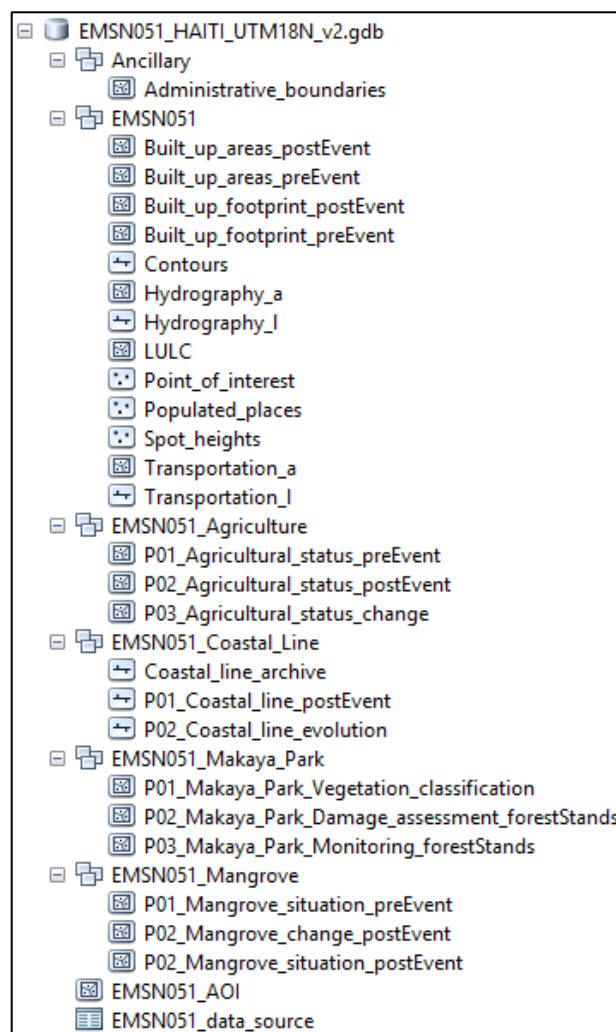 EMSN051_HAITI_UTM18N_v2.gdb
Ancillary
Administrative_boundaries
EMSN051
Built_up_areas_postEvent
Built_up_areas_preEvent
Built_up_footprint_postEvent
Built_up_footprint_preEvent
Contours
Hydrography_a
Hydrography_l
LULC
Point_of_interest
Populated_places
Spot_heights
Transportation_a
Transportation_l
EMSN051_Agriculture
P01_Agricultural_status_preEvent
P02_Agricultural_status_postEvent
P03_Agricultural_status_change
EMSN051_Coastal_Line
Coastal_line_archive
P01_Coastal_line_postEvent
P02_Coastal_line_evolution
EMSN051_Makaya_Park
P01_Makaya_Park_Vegetation_classification
P02_Makaya_Park_Damage_assessment_forestStands
P03_Makaya_Park_Monitoring_forestStands
EMSN051_Mangrove
P01_Mangrove_situation_preEvent
P02_Mangrove_change_postEvent
P02_Mangrove_situation_postEvent
EMSN051_AOI
EMSN051_data_source